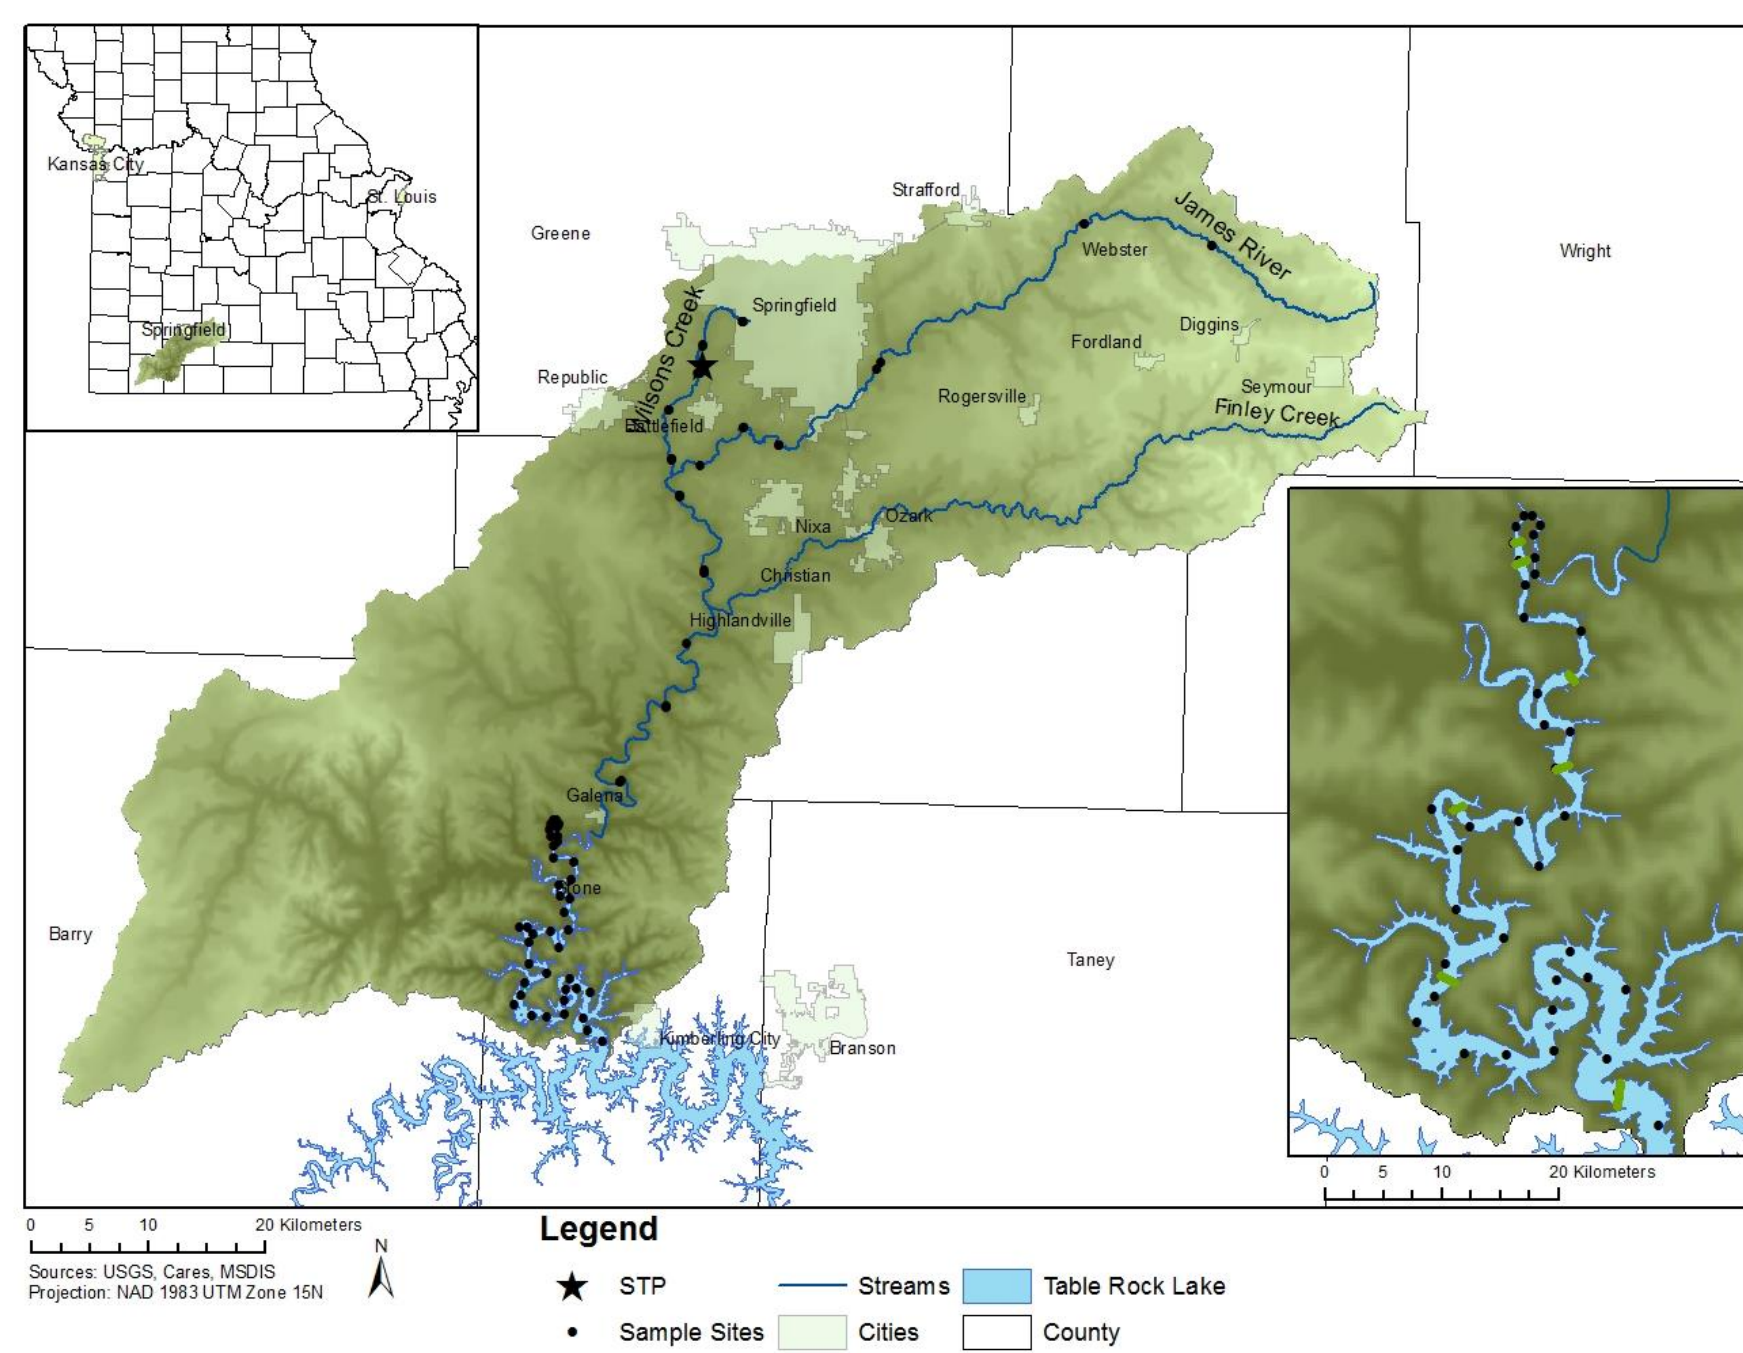 Kansas City
St. Louis
Springfield
Strafford
James River
Greene
Webster
Wright
Wilsons Creek
Springfield
Diggins
Fordland
Republic
Seymour
Rogersville
Finley Creek
Battlefield
Ozark
Nixa
Christian
Highlandville
Galena
Stone
Barry
Taney
Kimberling City
Branson
0 5 10 20 Kilometers
0 5 10 20 Kilometers
N
Sources: USGS, Cares, MSDIS
Projection: NAD 1983 UTM Zone 15N
Legend
STP
Streams
Table Rock Lake
Sample Sites
Cities
County